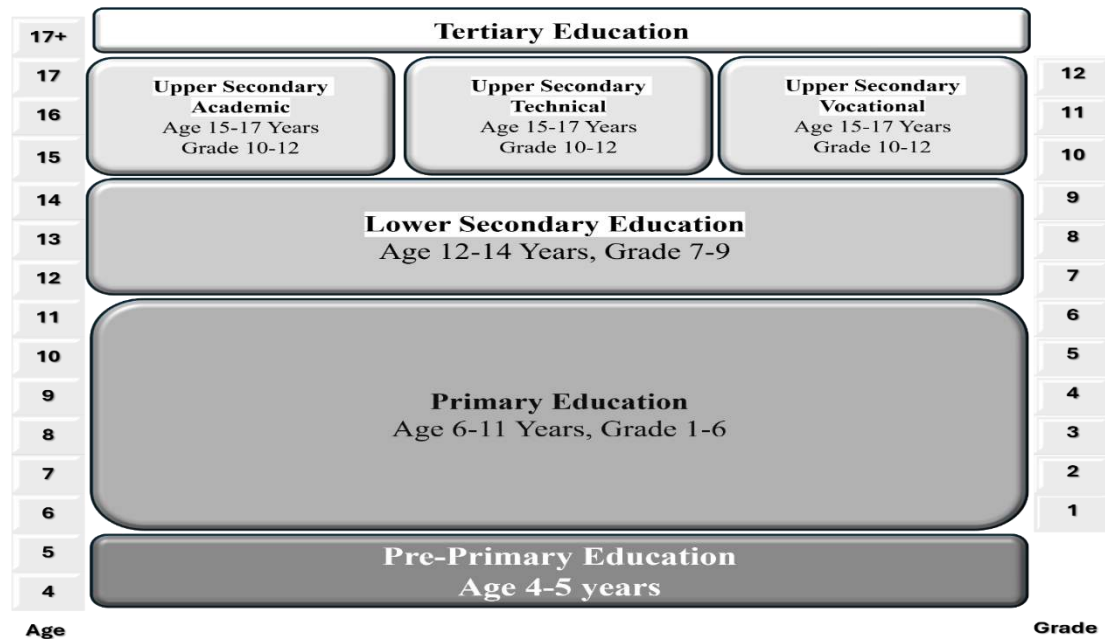 17+
Tertiary Education
17
16
15
Upper Secondary
Academic
Age 15-17 Years
Grade 10-12
Upper Secondary
Technical
Age 15-17 Years
Grade 10-12
Upper Secondary
Vocational
Age 15-17 Years
Grade 10-12
12
11
10
14
13
12
Lower Secondary Education
Age 12-14 Years, Grade 7-9
9
8
7
11
10
9
8
7
6
Primary Education
Age 6-11 Years, Grade 1-6
6
5
4
3
2
1
5
4
Pre-Primary Education
Age 4-5 years
Age
Grade